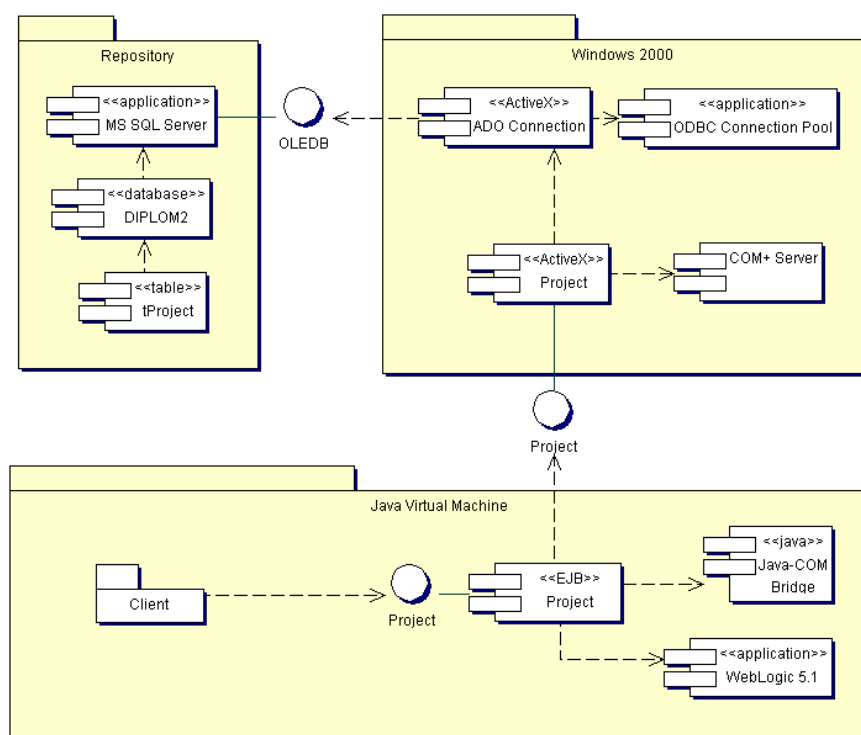 Repository
<<application>>
MS SQL Server
<<database>>
DIPLOM2
<<table>>
tProject
OLEDB
Windows 2000
<<ActiveX>>
ADO Connection
<<application>>
ODBC Connection Pool
<<ActiveX>>
Project
COM+ Server
Project
Java Virtual Machine
Client
Project
<<EJB>>
Project
<<java>>
Java-COM
Bridge
<<application>>
WebLogic 5.1